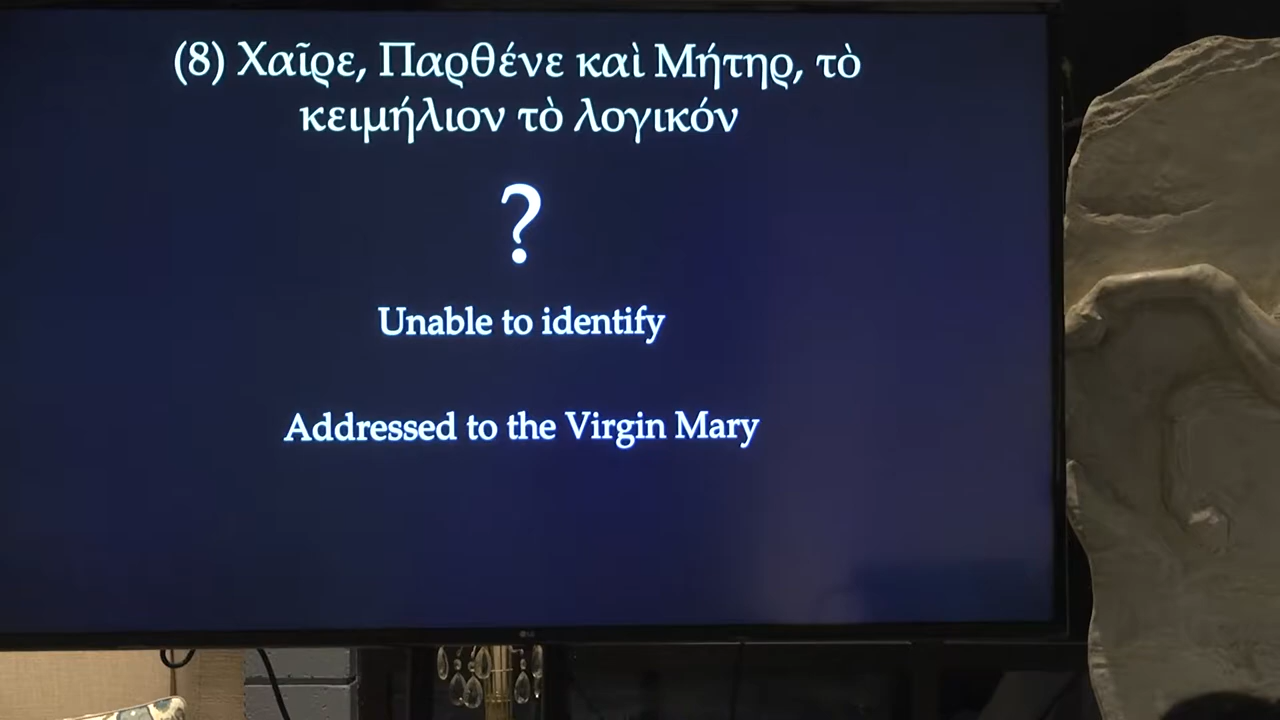 (8) Χαῖρε, Παρθένε καὶ Μήτηρ, τὸ
κειμήλιον τὸ λογικόν
?
Unable to identify
Addressed to the Virgin Mary